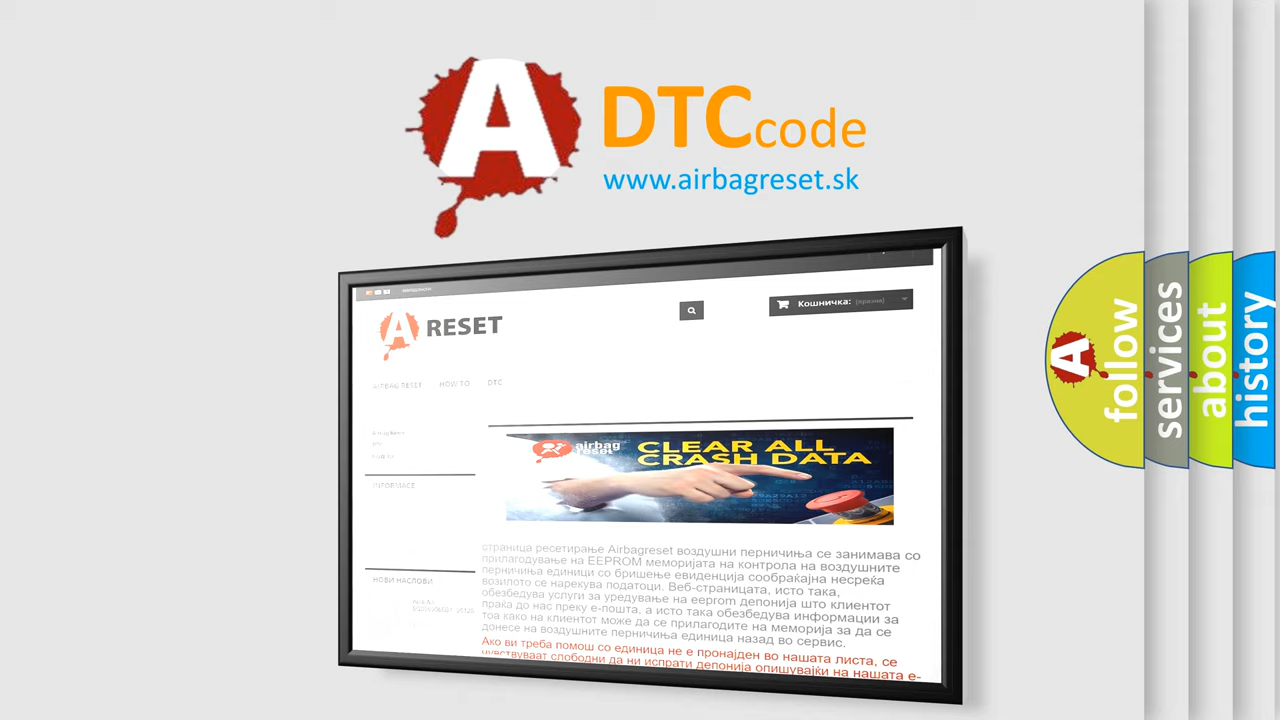 A
DTC code
www.airbagreset.sk
A RESET
Кошничка: (празна)
AIRBAG RESET HOW TO DTC
INFORMACE
airbag
reset
CLEAR ALL
CRASH DATA
страница ресетирање Airbagreset воздушни перничиња се занимава со
прилагодување на EEPROM меморијата на контрола на воздушните
перничиња единици со бришење евиденција сообраќајна несреќа
возилото се нарекува податоци. Веб-страницата, исто така,
обезбедува услуги за уредување на eeprom депонија што клиентот
праќа до нас преку е-пошта, а исто така обезбедува информации за
тоа како на клиентот може да се прилагодите на меморија за да се
донесе на воздушните перничиња единица назад во сервис.
Ако ви треба помош со единица не е пронајден во нашата листа, се
чувствуваат слободни да ни испрати депонија опишувајќи на нашата е-
НОВИ НАСЛОВИ
A
follow
services
about
history